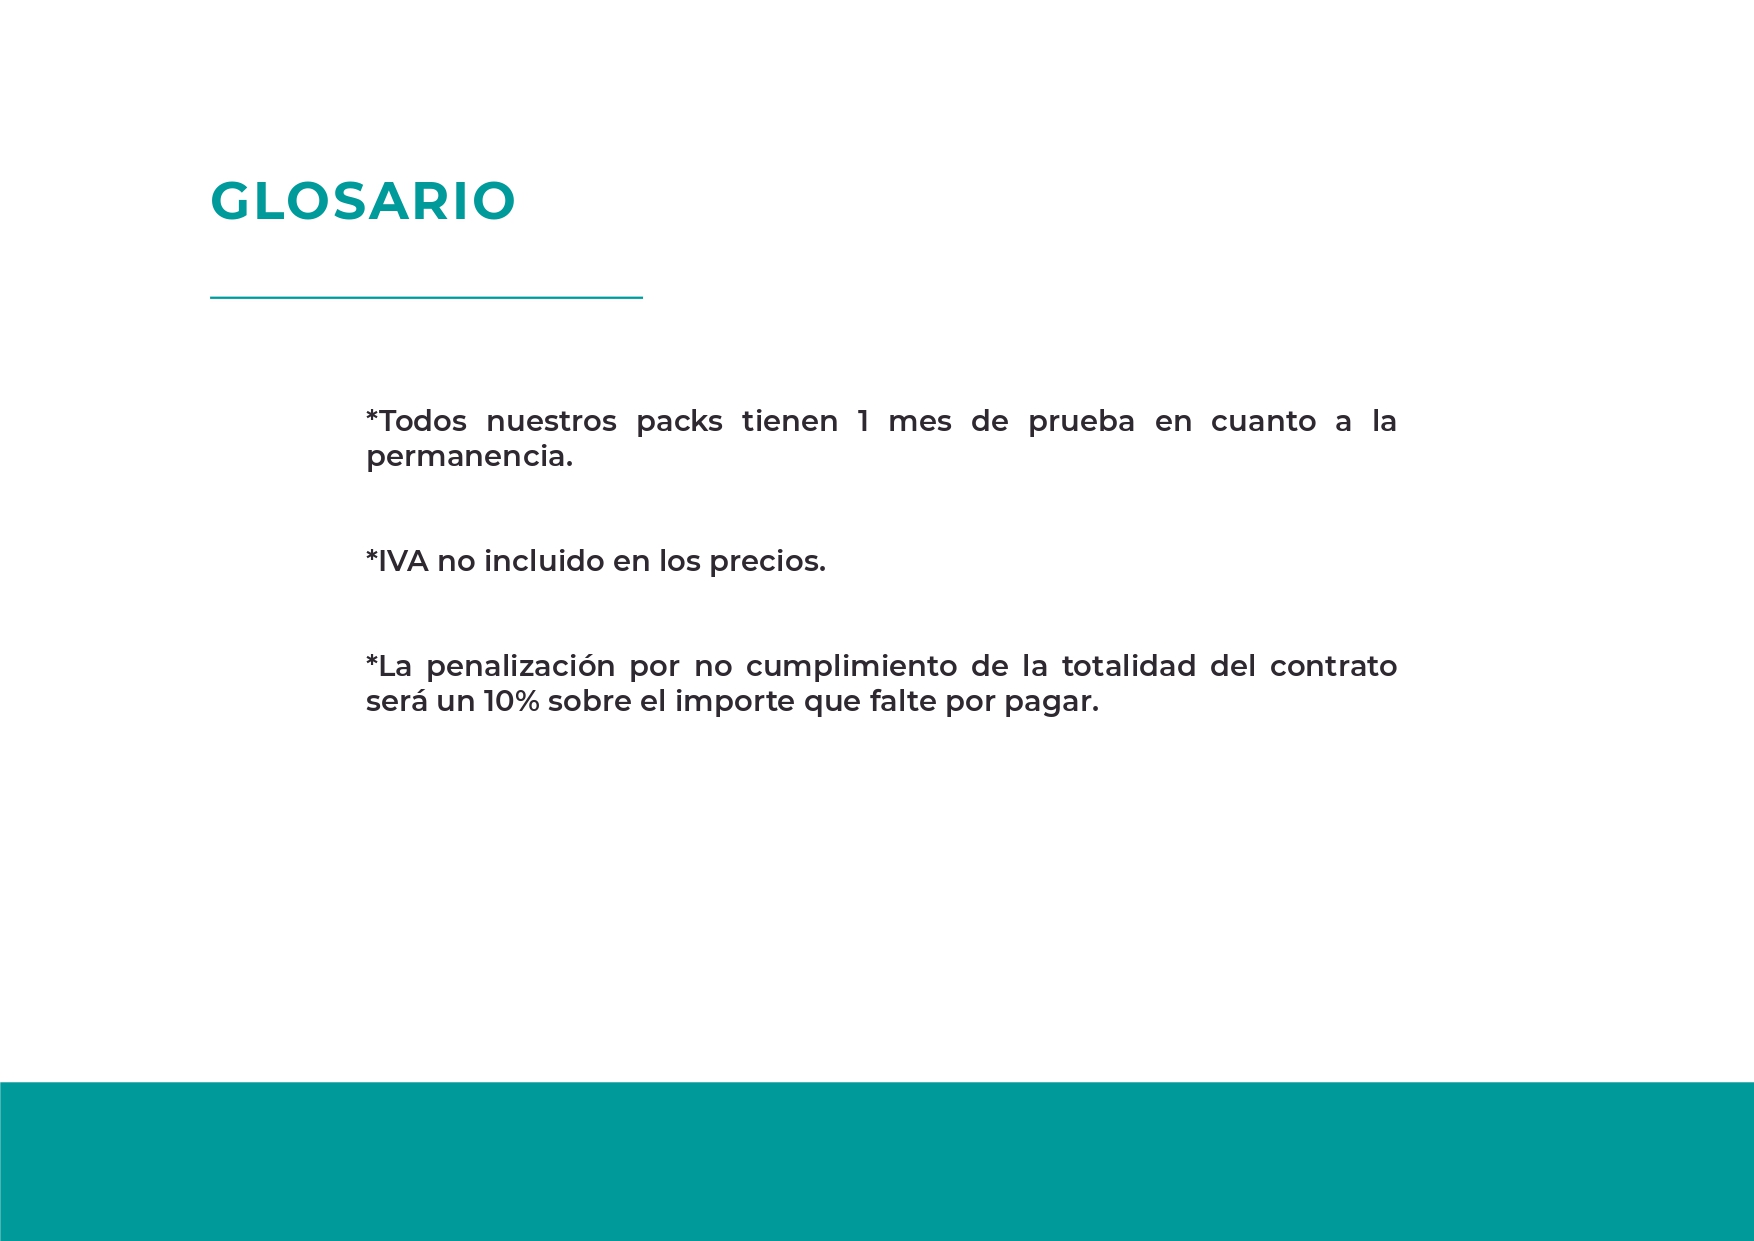 GLOSARIO
*Todos nuestros packs tienen 1 mes de prueba en cuanto a la
permanencia.
*IVA no incluido en los precios.
*La penalización por no cumplimiento de la totalidad del contrato
será un 10% sobre el importe que falte por pagar.